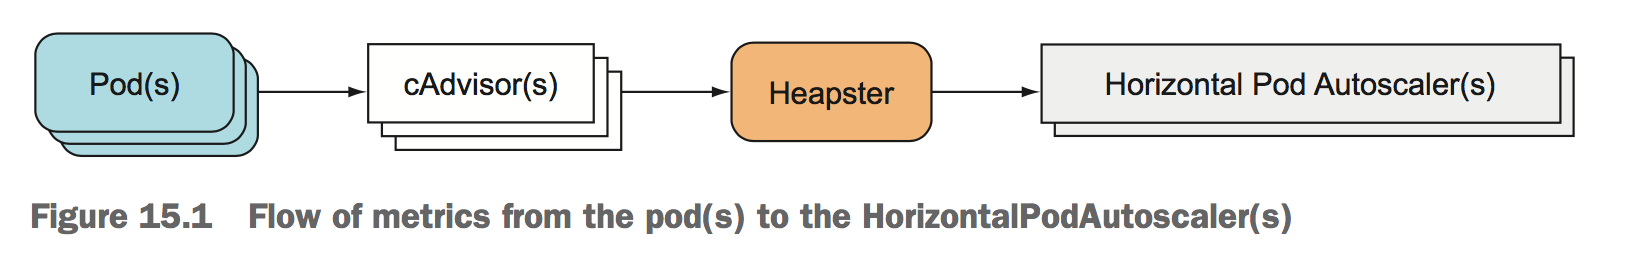 Pod(s)
cAdvisor(s)
Heapster
Horizontal Pod Autoscaler(s)
Figure 15.1 Flow of metrics from the pod(s) to the HorizontalPodAutoscaler(s)